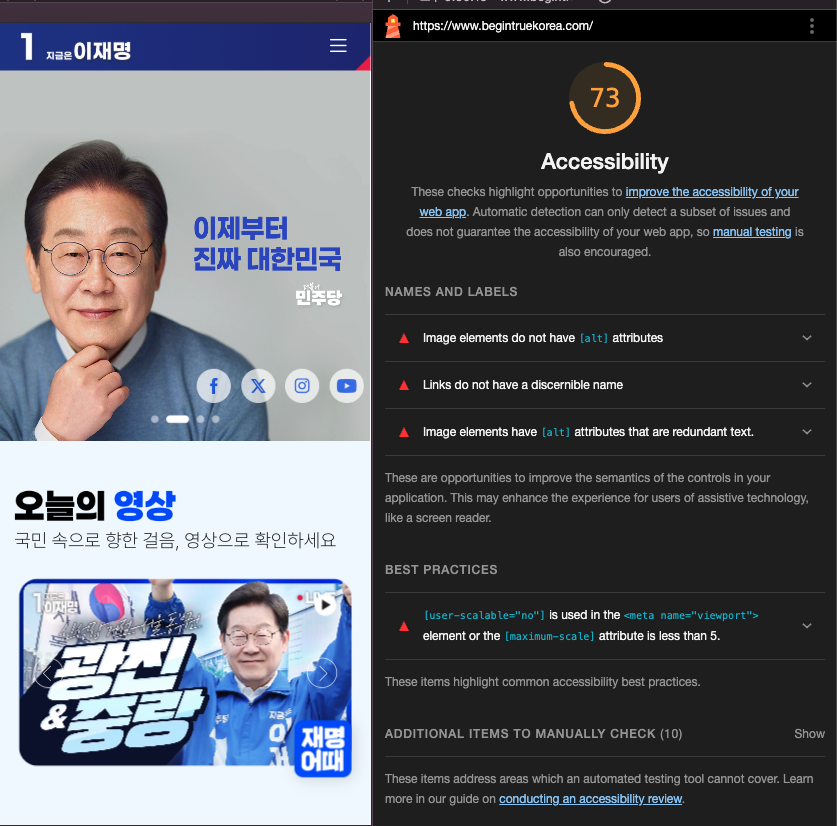 1 지금은 이재명
이제부터
진짜 대한민국
더불어
민주당
오늘의 영상
국민 속으로 향한 걸음, 영상으로 확인하세요
1 지금은
이재명
광진
&중랑
재명
어때
https://www.begintruekorea.com/
73
Accessibility
These checks highlight opportunities to improve the accessibility of your
web app. Automatic detection can only detect a subset of issues and
does not guarantee the accessibility of your web app, so manual testing is
also encouraged.
NAMES AND LABELS
Image elements do not have [alt] attributes
Links do not have a discernible name
Image elements have [alt] attributes that are redundant text.
These are opportunities to improve the semantics of the controls in your
application. This may enhance the experience for users of assistive technology,
like a screen reader.
BEST PRACTICES
[user-scalable="no"] is used in the <meta name="viewport">
element or the [maximum-scale] attribute is less than 5.
These items highlight common accessibility best practices.
ADDITIONAL ITEMS TO MANUALLY CHECK (10) Show
These items address areas which an automated testing tool cannot cover. Learn
more in our guide on conducting an accessibility review.